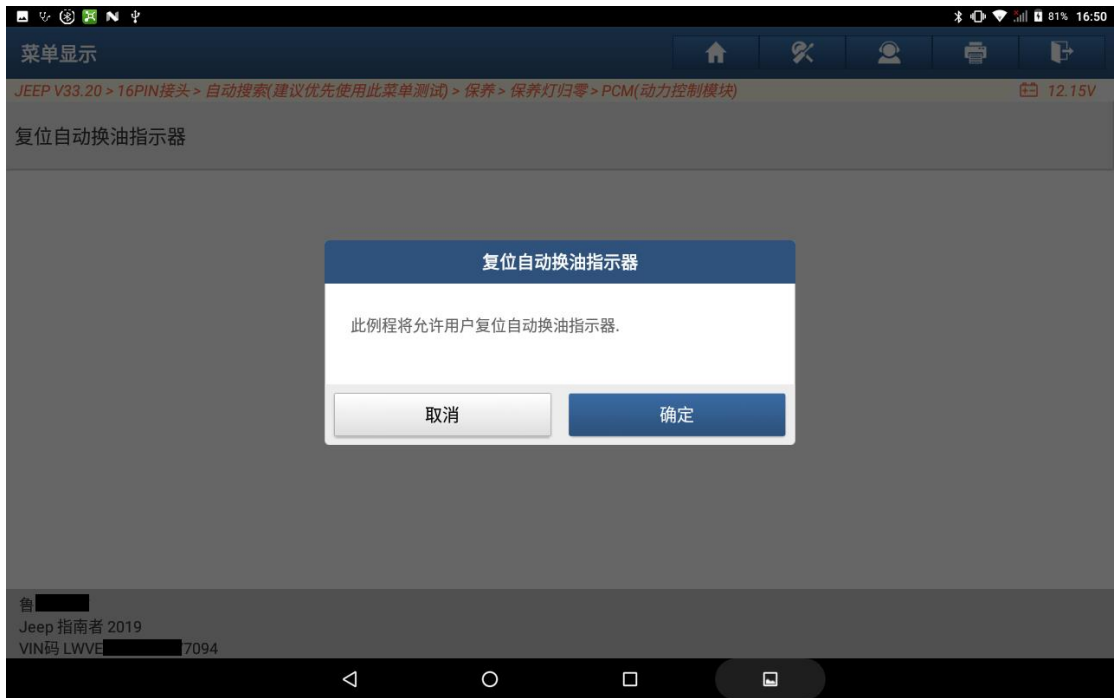 81% 16:50
菜单显示
JEEP V33.20 > 16PIN接头 > 自动搜索(建议优先使用此菜单测试) > 保养 > 保养灯归零 > PCM(动力控制模块) 12.15V
复位自动换油指示器
复位自动换油指示器
此例程将允许用户复位自动换油指示器.
取消 确定
鲁
Jeep 指南者 2019
VIN码 LWVE 7094